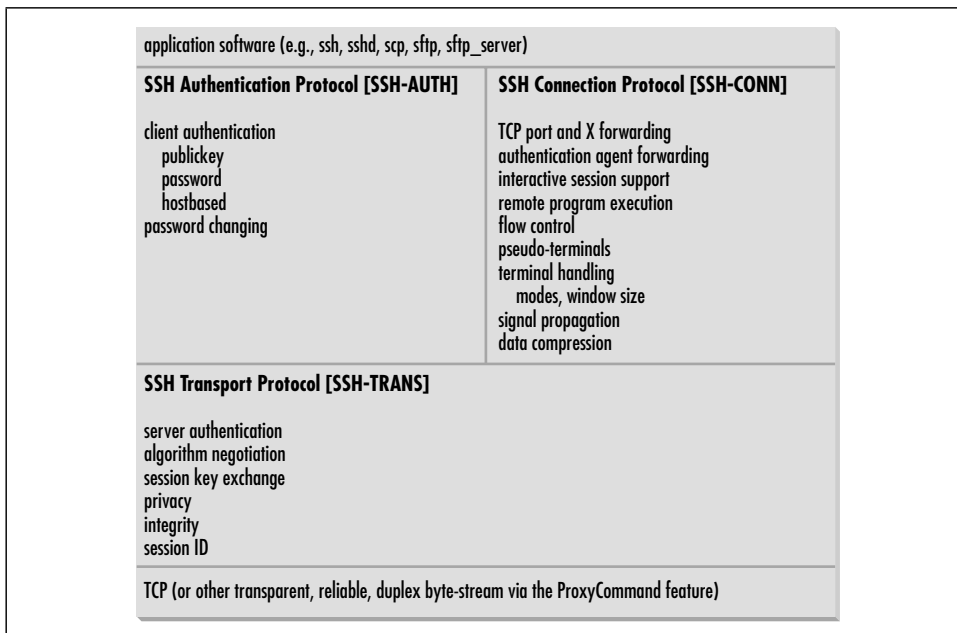 application software (e.g., ssh, sshd, scp, sftp, sftp_server)
SSH Authentication Protocol [SSH-AUTH]
client authentication
publickey
password
hostbased
password changing
SSH Connection Protocol [SSH-CONN]
TCP port and X forwarding
authentication agent forwarding
interactive session support
remote program execution
flow control
pseudo-terminals
terminal handling
modes, window size
signal propagation
data compression
SSH Transport Protocol [SSH-TRANS]
server authentication
algorithm negotiation
session key exchange
privacy
integrity
session ID
TCP (or other transparent, reliable, duplex byte-stream via the ProxyCommand feature)